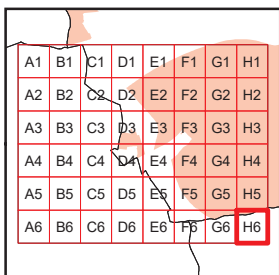 A1 B1 C1 D1 E1 F1 G1 H1
A2 B2 C2 D2 E2 F2 G2 H2
A3 B3 C3 D3 E3 F3 G3 H3
A4 B4 C4 D4 E4 F4 G4 H4
A5 B5 C5 D5 E5 F5 G5 H5
A6 B6 C6 D6 E6 F6 G6 H6